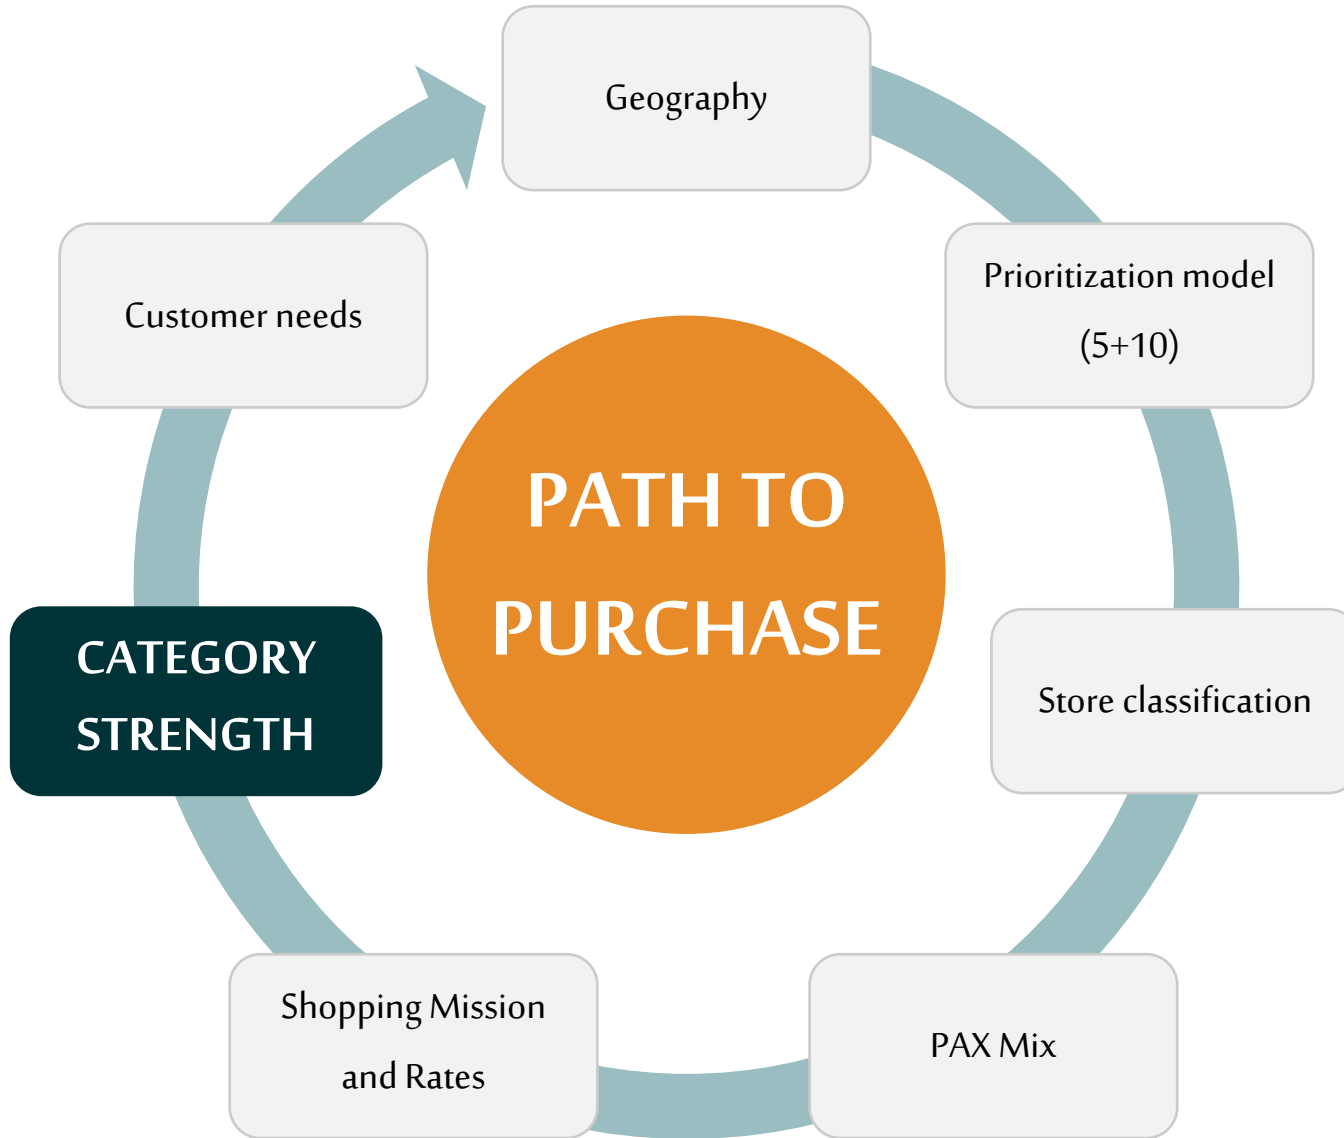 Geography
Prioritization model
(5+10)
Customer needs
PATH TO
PURCHASE
CATEGORY
STRENGTH
Store classification
Shopping Mission
and Rates
PAX Mix